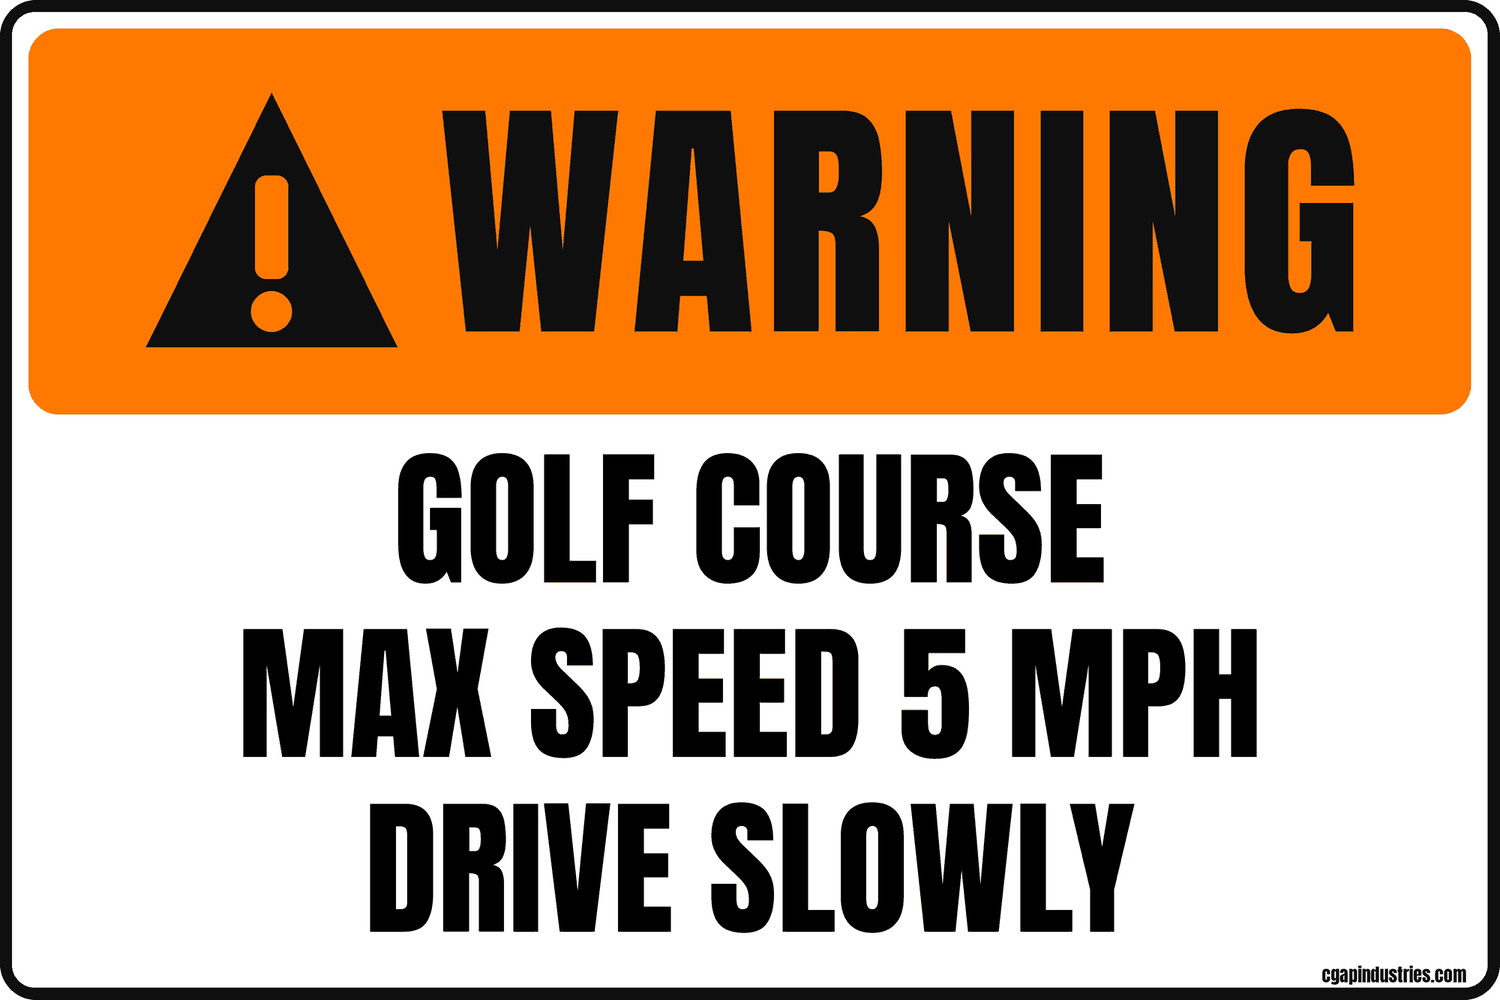 WARNING
GOLF COURSE
MAX SPEED 5 MPH
DRIVE SLOWLY
cgapindustries.com